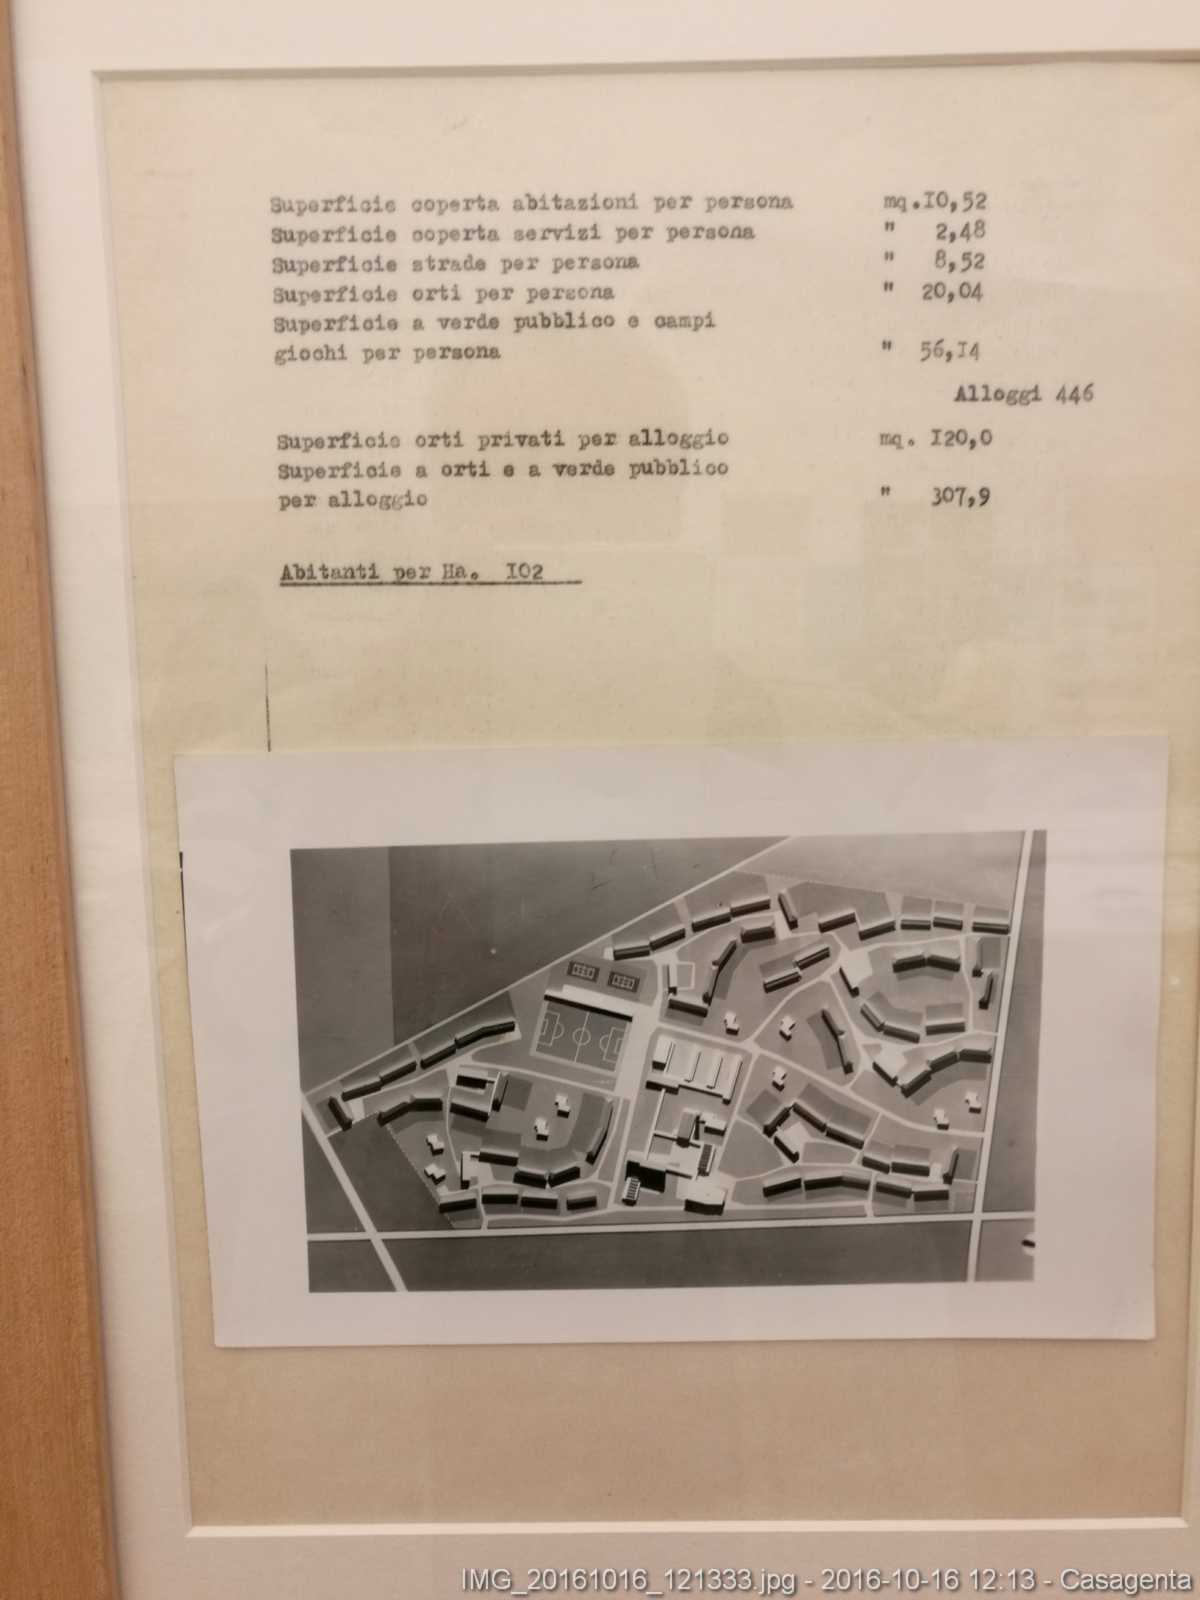 Superficie coperta abitazioni per persona mq.I0,52
Superficie coperta servizi per persona " 2,48
Superficie strade per persona " 8,52
Superficie orti per persona " 20,04
Superficie a verde pubblico e campi
giochi per persona " 56,I4
Alloggi 446
Superficie orti privati per alloggio mq. I20,0
Superficie a orti e a verde pubblico
per alloggio " 307,9
Abitanti per Ha. I02
IMG_20161016_121333.jpg - 2016-10-16 12:13 - Casagenta